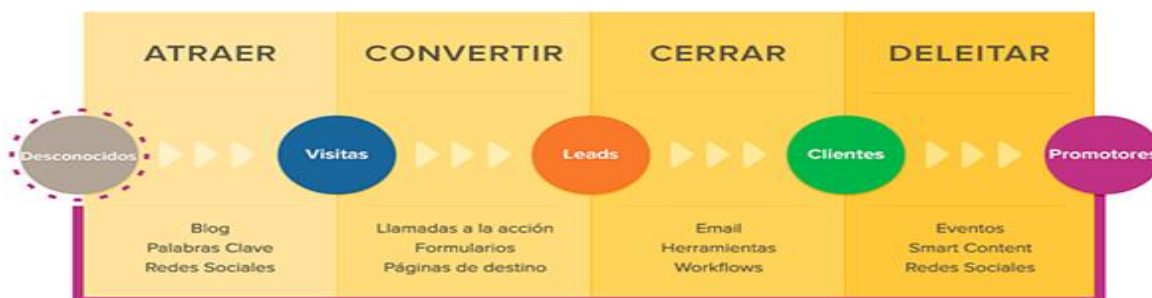 ATRAER
CONVERTIR
CERRAR
DELEITAR
Desconocidos
Visitas
Leads
Clientes
Promotores
Blog
Palabras Clave
Redes Sociales
Llamadas a la acción
Formularios
Páginas de destino
Email
Herramientas
Workflows
Eventos
Smart Content
Redes Sociales